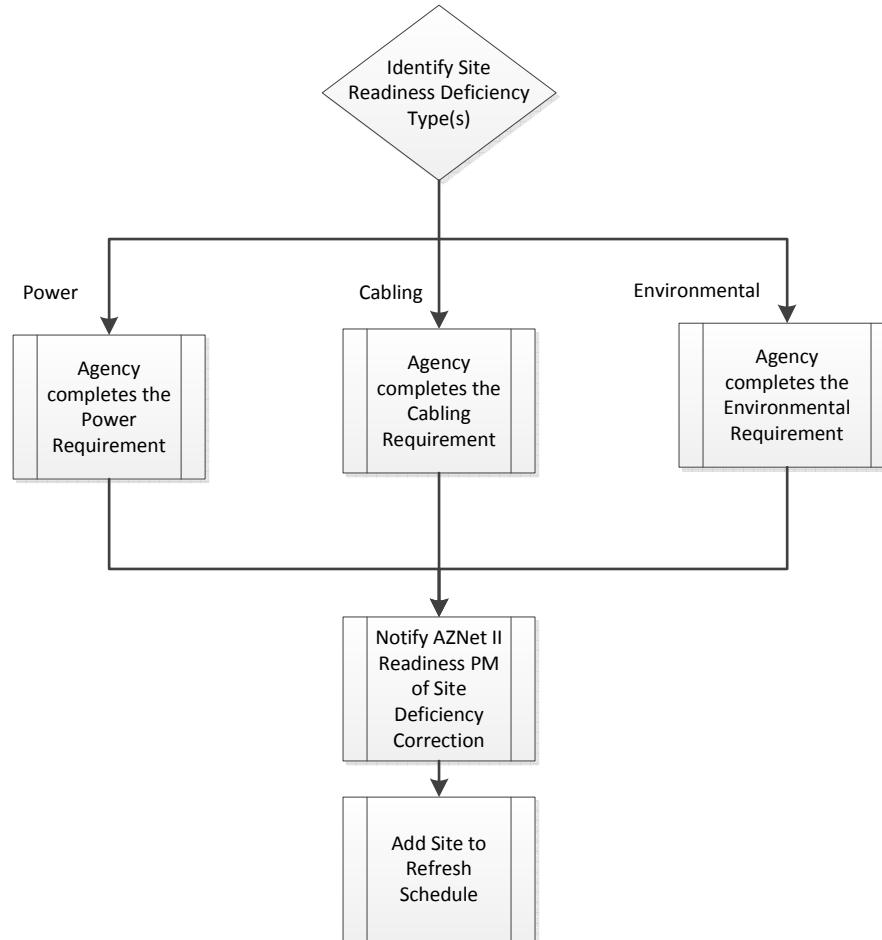 Identify Site
Readiness Deficiency
Type(s)
Power
Cabling
Environmental
Agency
completes the
Power
Requirement
Agency
completes the
Cabling
Requirement
Agency
completes the
Environmental
Requirement
Notify AZNet II
Readiness PM
of Site
Deficiency
Correction
Add Site to
Refresh
Schedule